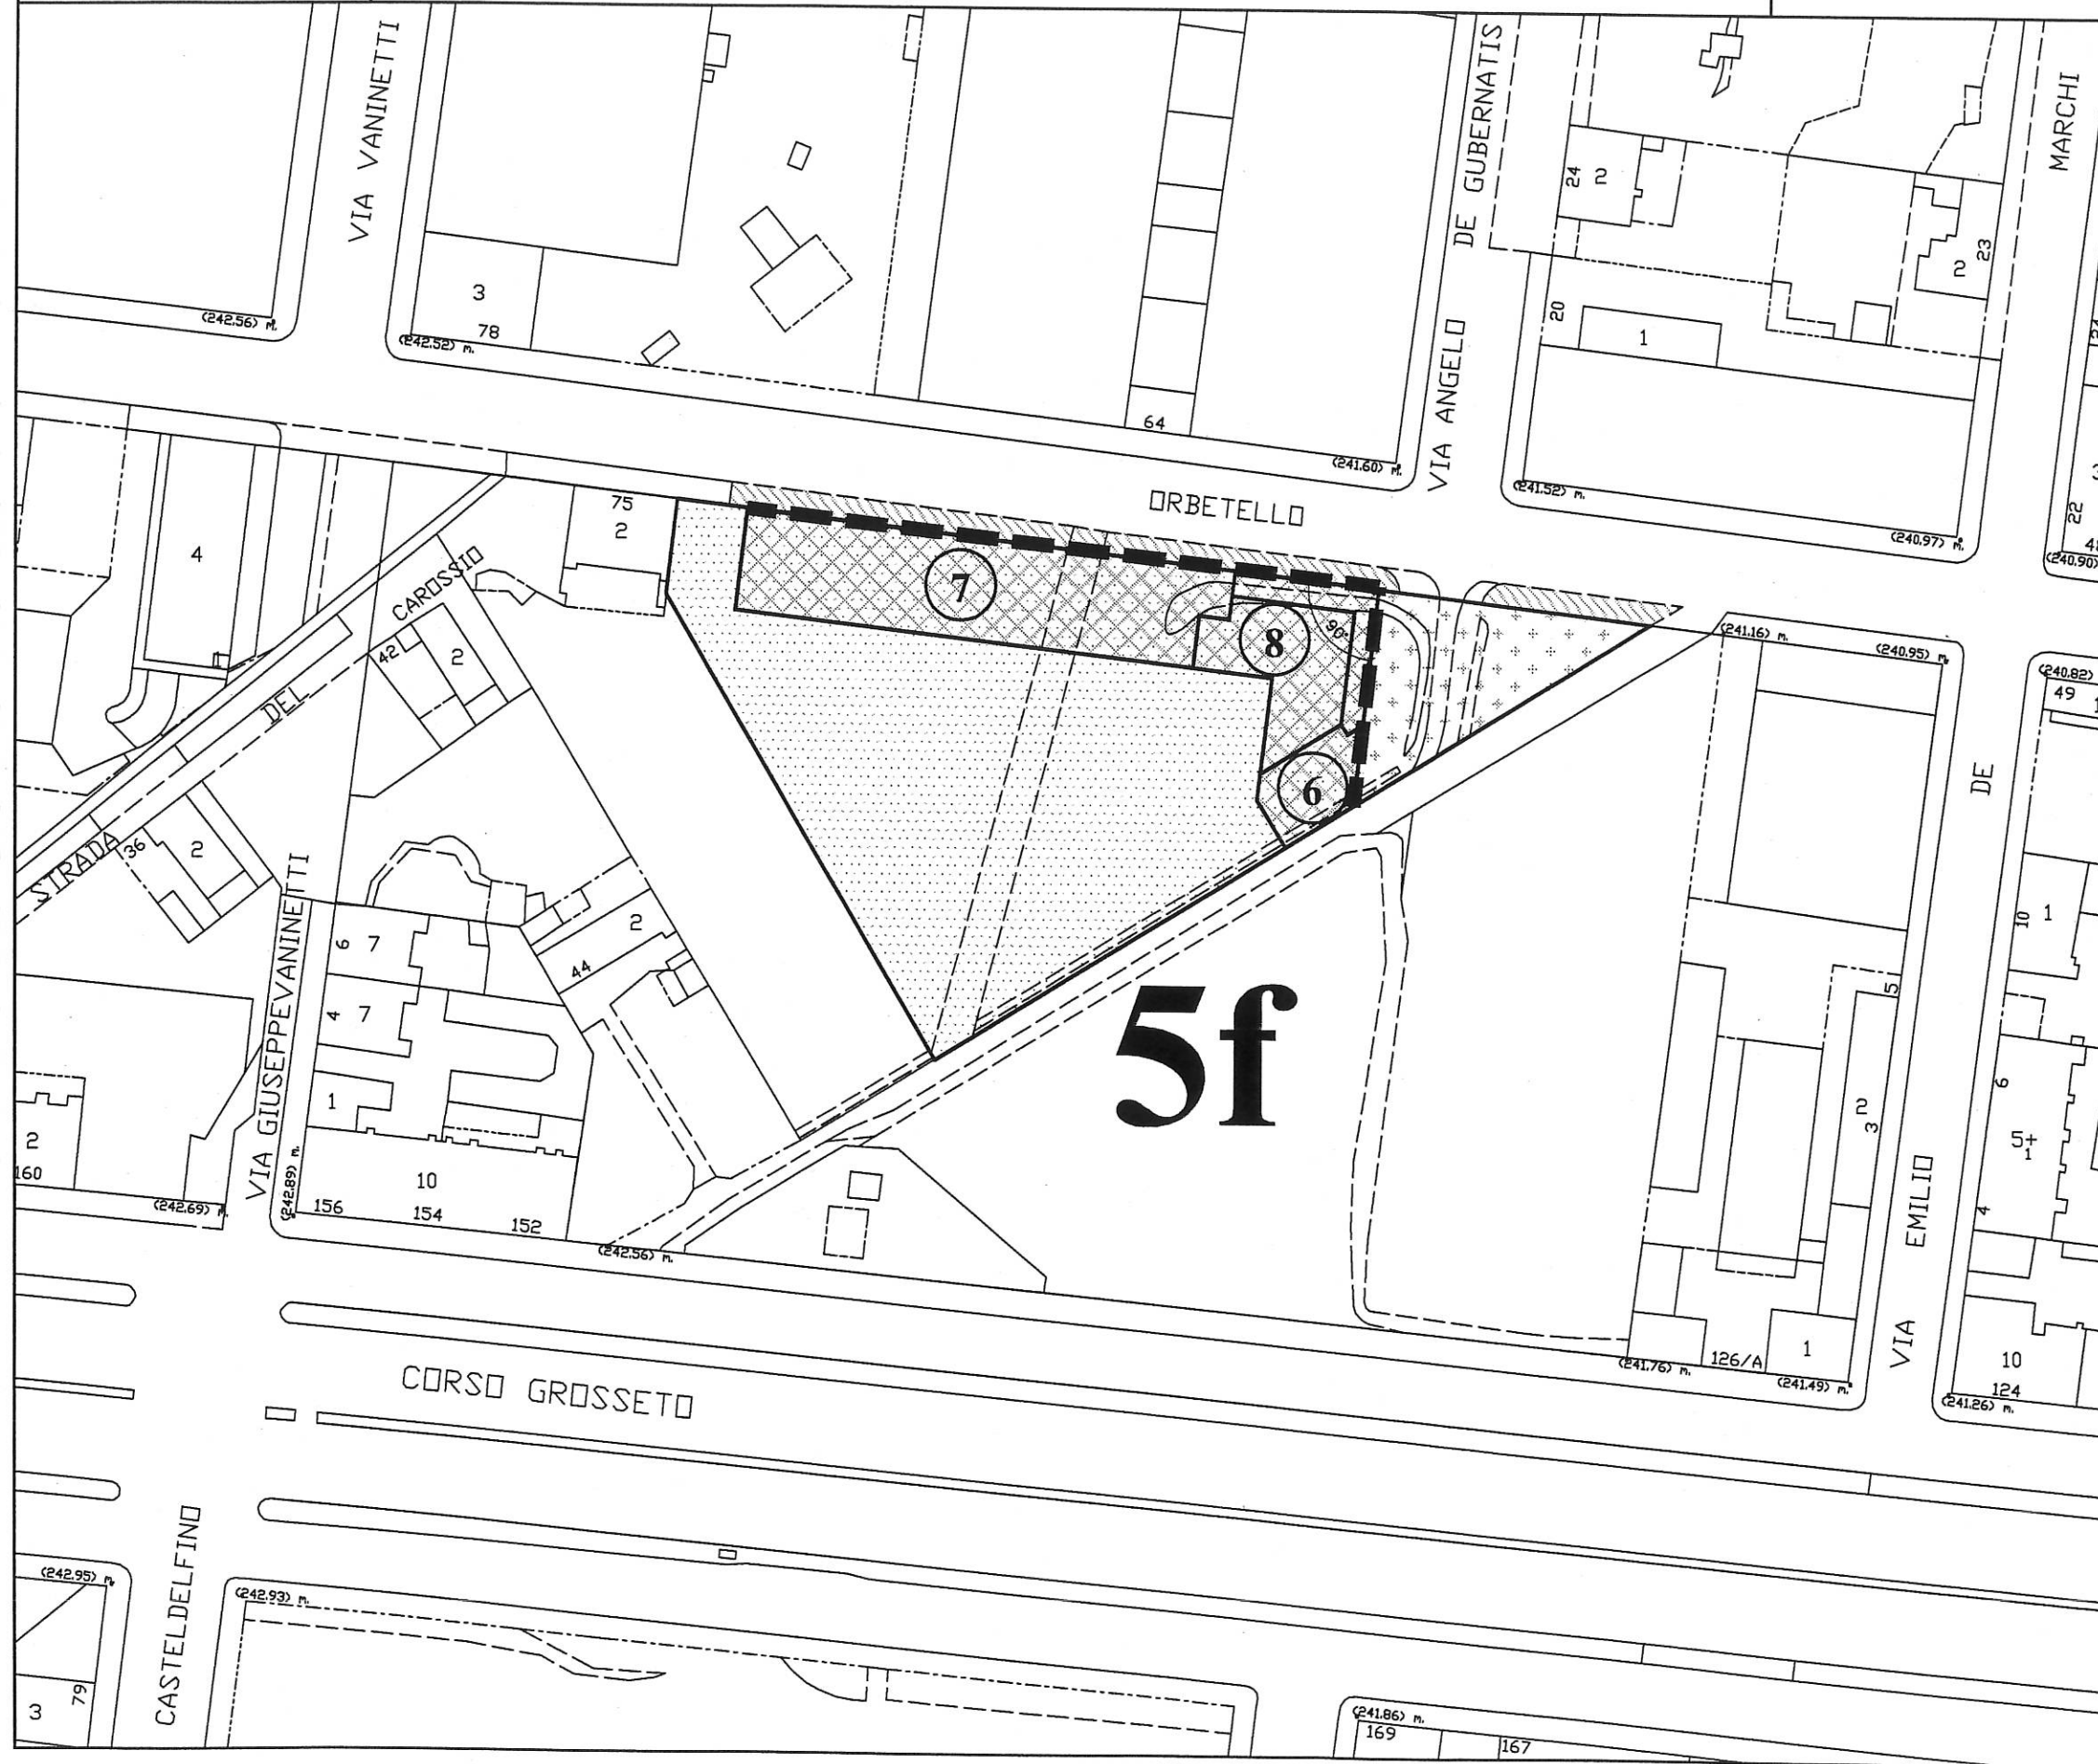 VIA VANINETTI
DE GUBERNATIS
MARCHI
24
2
23
2
3
78
(242.56) m.
(242.52) m.
20
1
VIA ANGELO
64
(241.60) m.
(241.52) m.
22
(240.97) m.
(240.90)
ORBETELLO
75
2
4
CAROSSIO
7
8
90°
6
(241.16) m.
(240.95) m.
(240.82)
49
42
2
DEL
STRADA
36
2
DE
10
1
2
44
6
7
4
7
1
VIA GIUSEPPE VANINETTI
5f
5
2
3
6
5+
1
4
2
160
(242.69) m.
(242.89) m.
10
156
154
152
(242.56) m.
EMILIO
VIA
1
126/A
(241.76) m.
(241.49) m.
10
124
(241.26) m.
CORSO GROSSETO
CASTELDELFINO
(242.95) m.
(242.93) m.
3
79
(241.86) m.
169
167